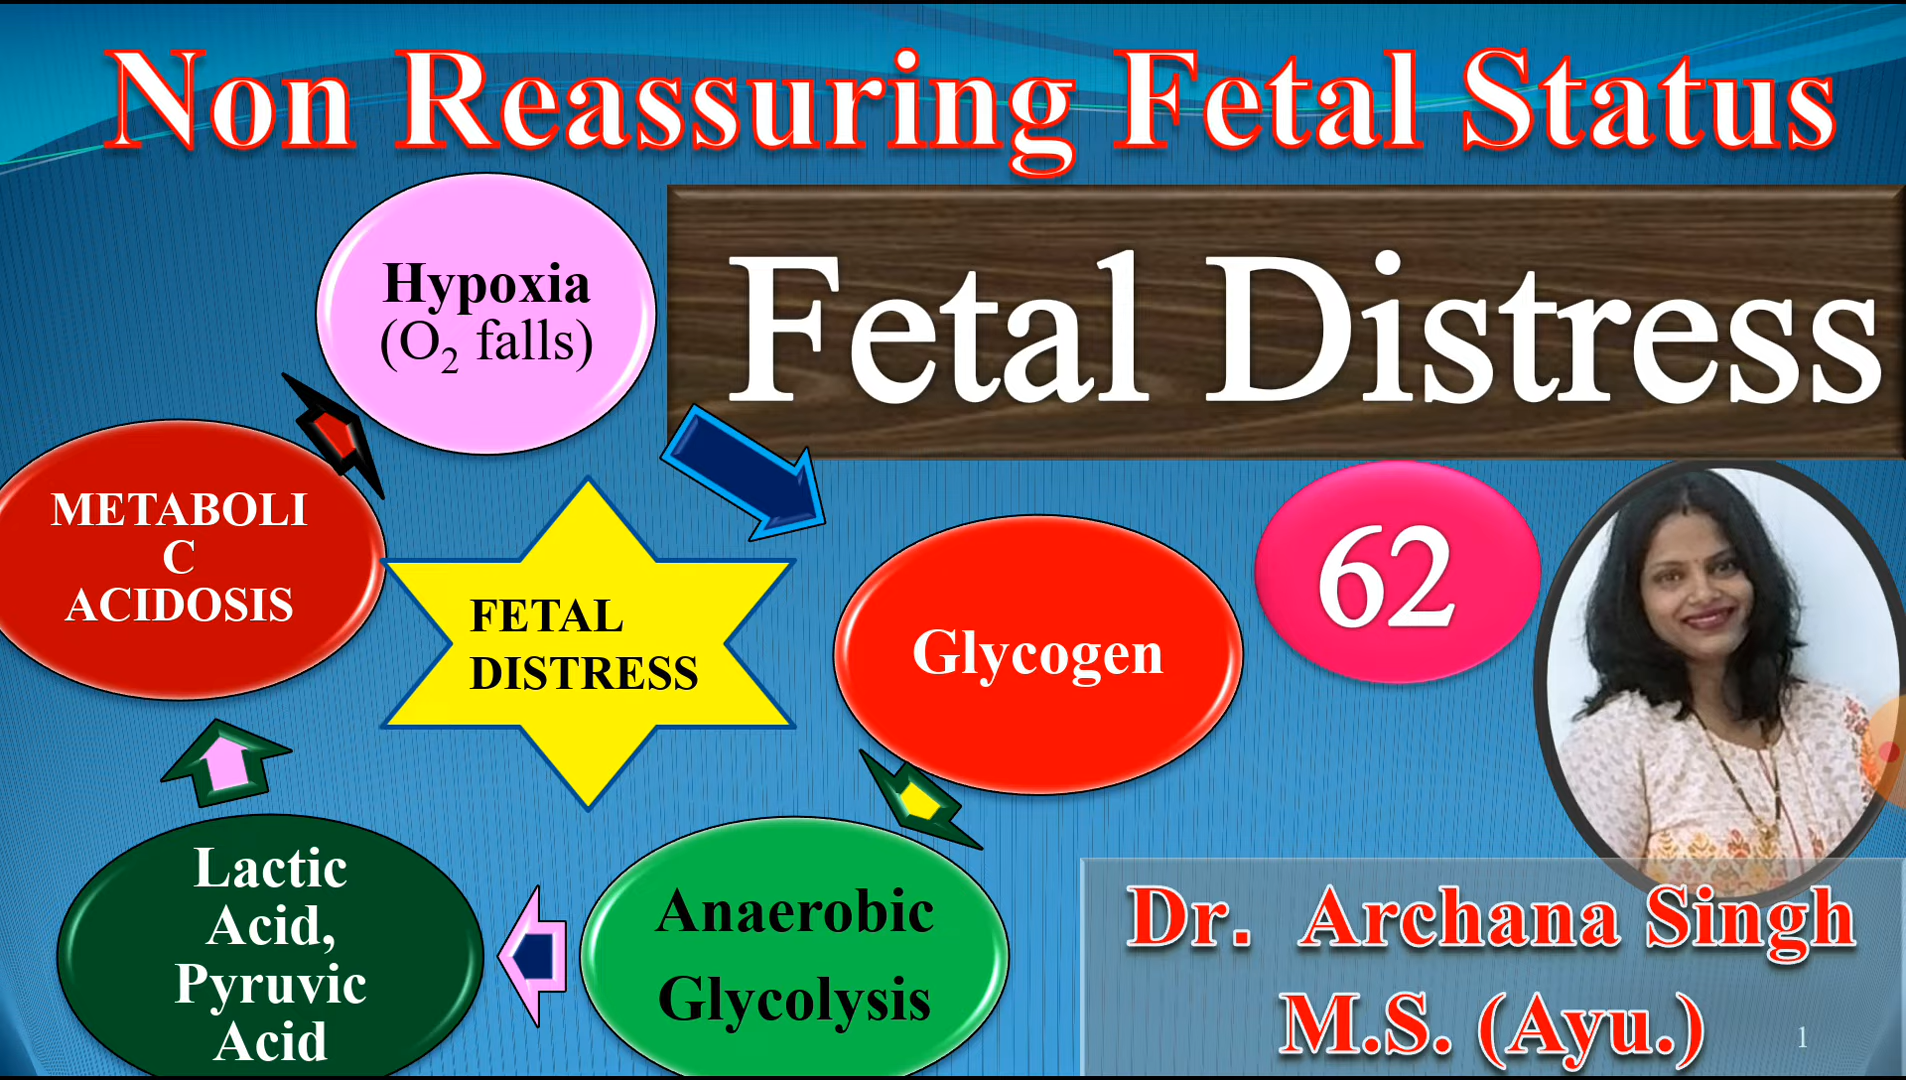 Non Reassuring Fetal Status
Fetal Distress
Hypoxia
(O₂ falls)
METABOLI
C
ACIDOSIS
FETAL
DISTRESS
Glycogen
62
Lactic
Acid,
Pyruvic
Acid
Anaerobic
Glycolysis
Dr. Archana Singh
M.S. (Ayu.)
1